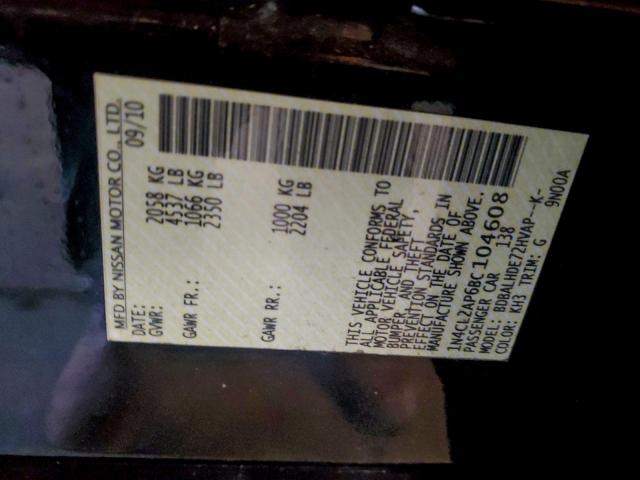 MFD BY NISSAN MOTOR CO., LTD.
DATE: 09/10
GVWR: 2058 KG
4537 LB
GAWR FR.: 1066 KG
2350 LB
GAWR RR.: 1000 KG
2204 LB
THIS VEHICLE CONFORMS TO
ALL APPLICABLE FEDERAL
MOTOR VEHICLE SAFETY,
BUMPER, AND THEFT
PREVENTION STANDARDS IN
EFFECT ON THE DATE OF
MANUFACTURE SHOWN ABOVE.
1N4CL2AP08C104608
PASSENGER CAR 138
MODEL: BDBALHDE72HVAP--K-
COLOR: KH3 TRIM: G 9N00A